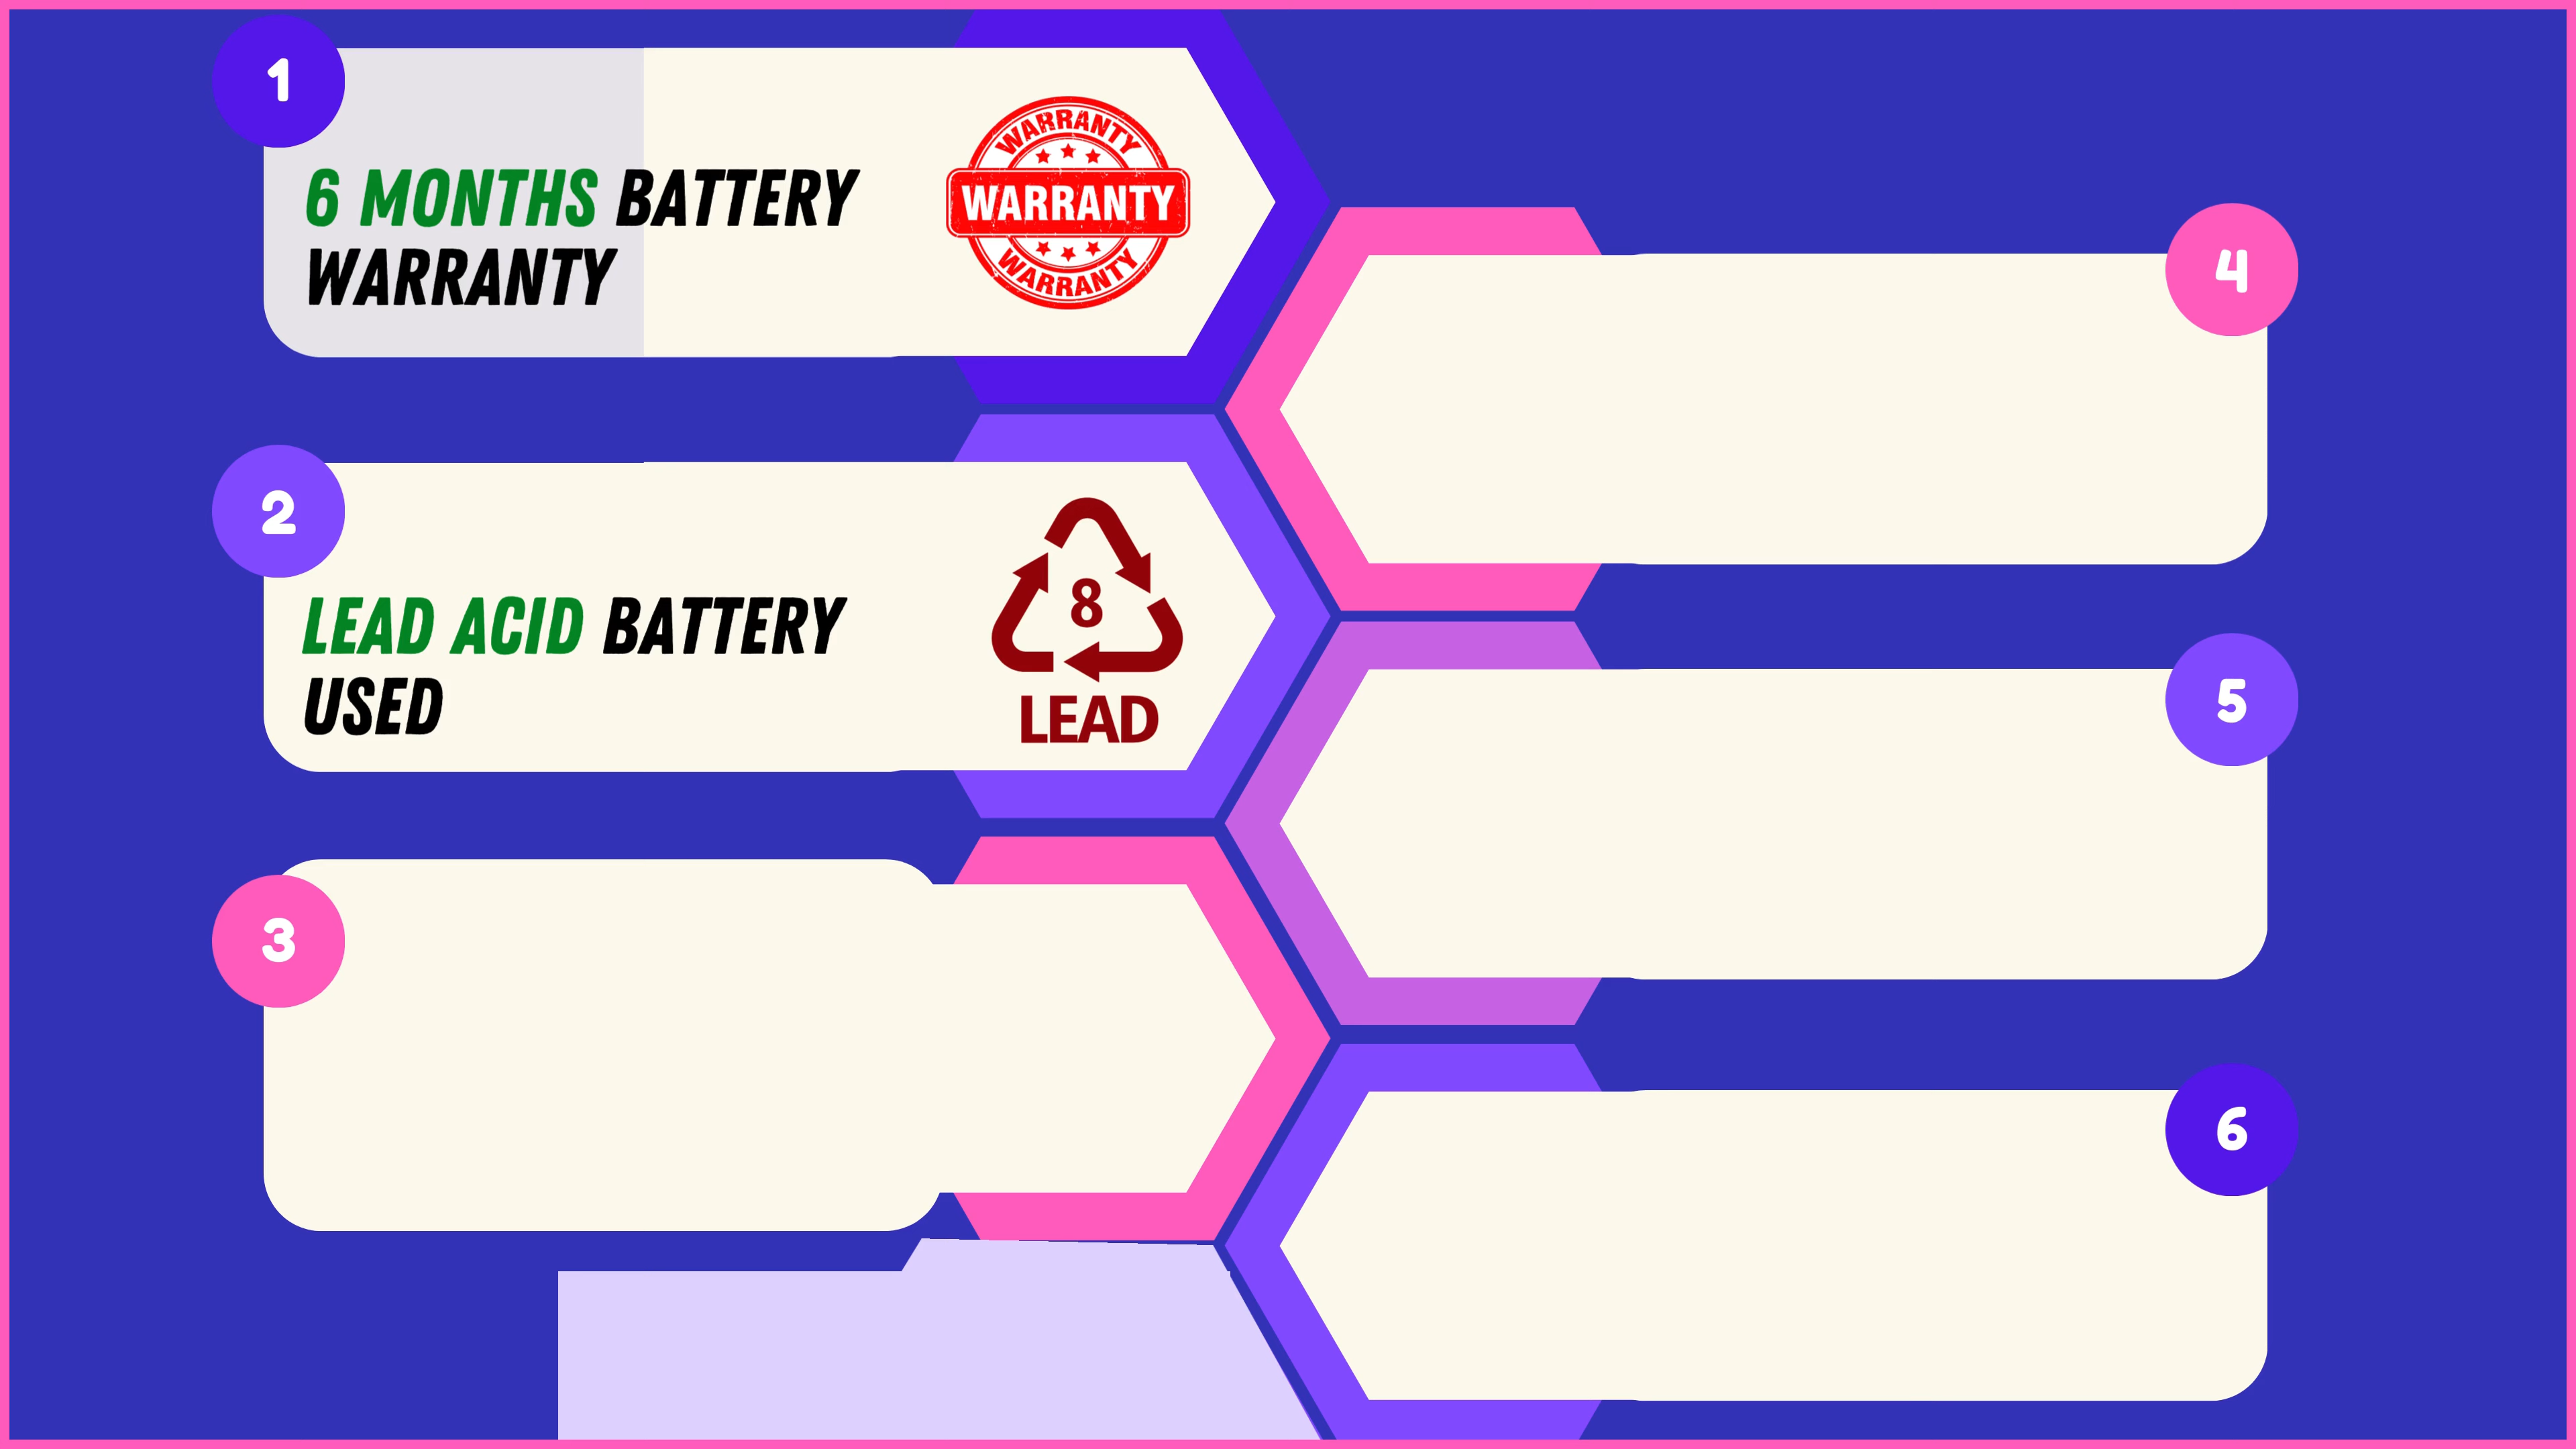 1
6 MONTHS BATTERY
WARRANTY
WARRANTY
WARRANTY
WARRANTY
2
LEAD ACID BATTERY
USED
8
LEAD
3
4
5
6